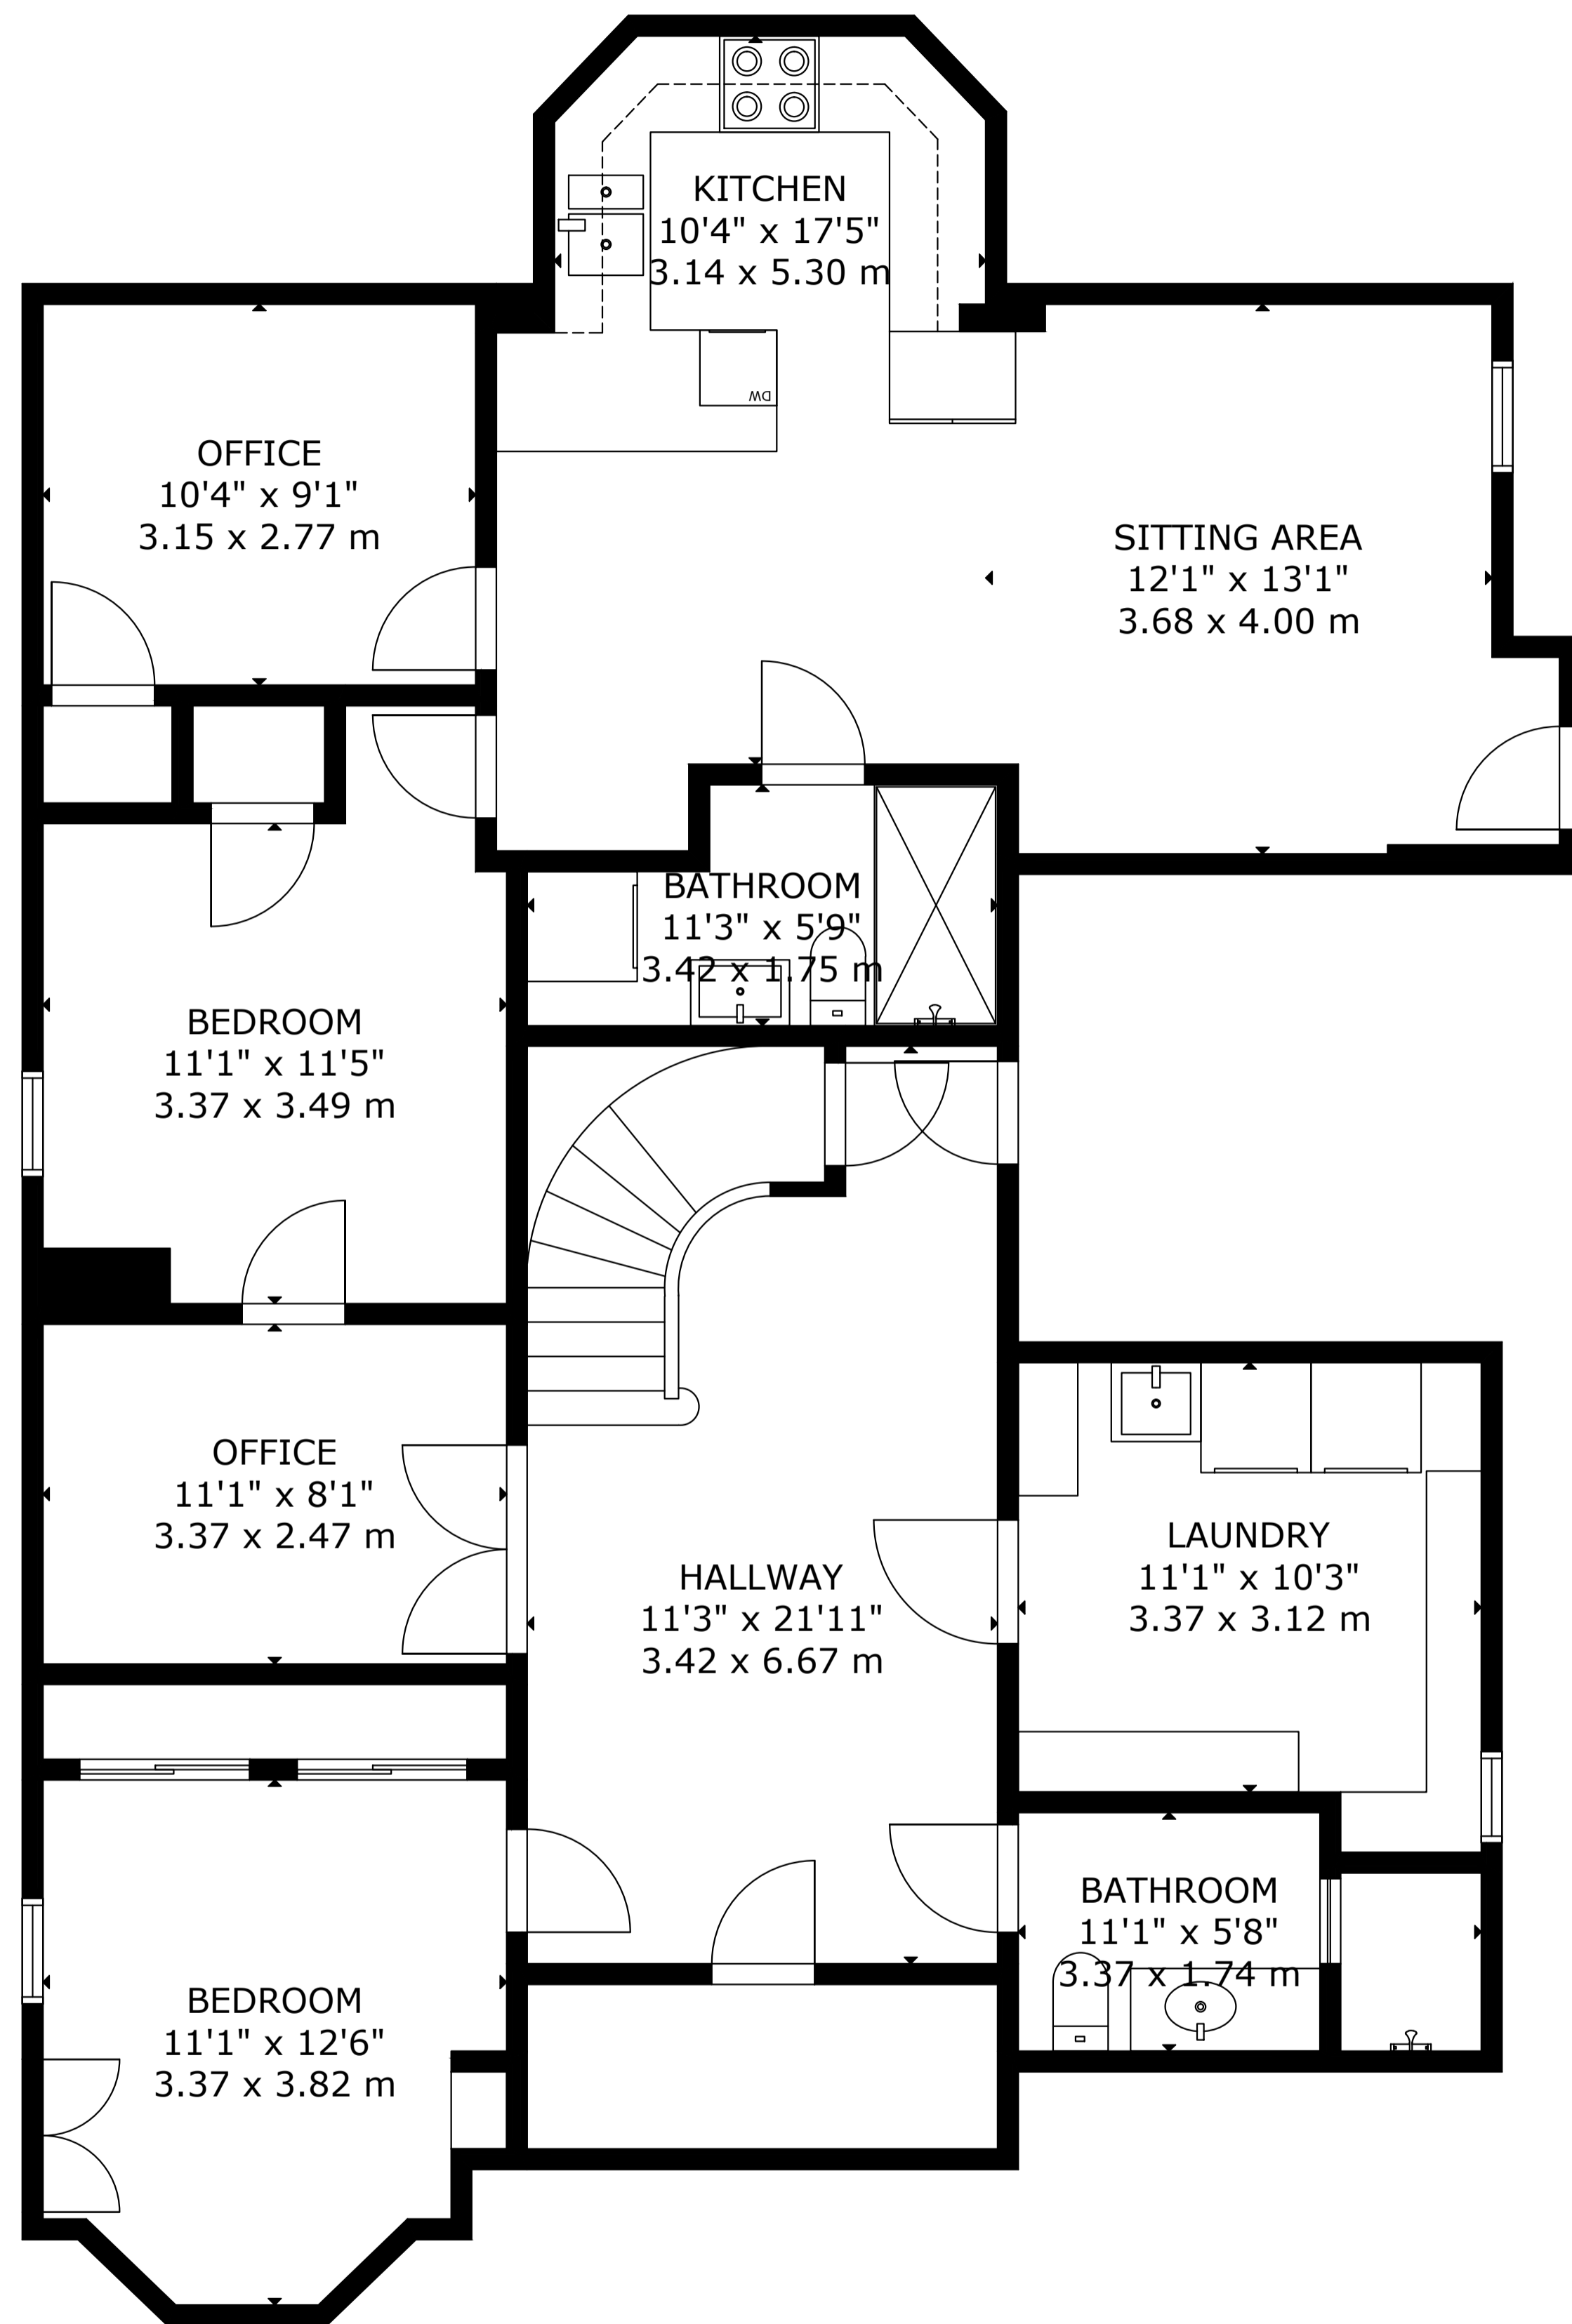 KITCHEN
10'4" x 17'5"
3.14 x 5.30 m
DW
OFFICE
10'4" x 9'1"
3.15 x 2.77 m
SITTING AREA
12'1" x 13'1"
3.68 x 4.00 m
BATHROOM
11'3" x 5'9"
3.42 x 1.75 m
BEDROOM
11'1" x 11'5"
3.37 x 3.49 m
OFFICE
11'1" x 8'1"
3.37 x 2.47 m
HALLWAY
11'3" x 21'11"
3.42 x 6.67 m
LAUNDRY
11'1" x 10'3"
3.37 x 3.12 m
BATHROOM
11'1" x 5'8"
3.37 x 1.74 m
BEDROOM
11'1" x 12'6"
3.37 x 3.82 m